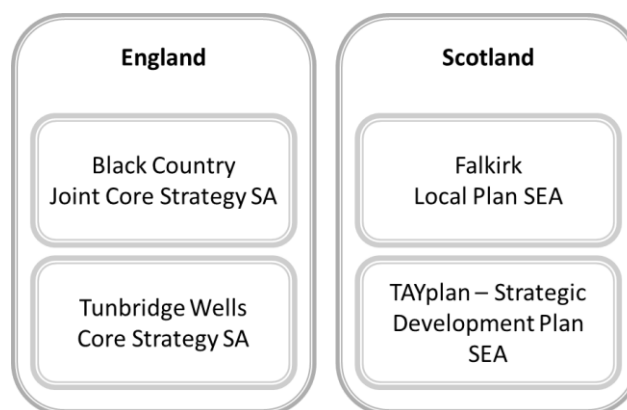 England
Black Country
Joint Core Strategy SA
Tunbridge Wells
Core Strategy SA
Scotland
Falkirk
Local Plan SEA
TAYplan – Strategic
Development Plan
SEA